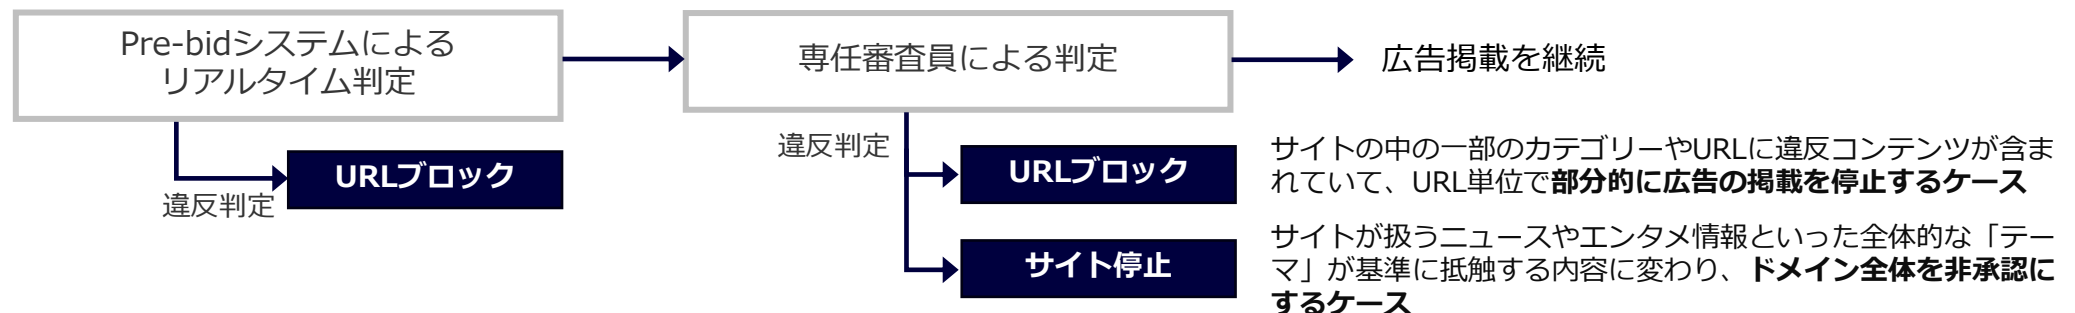 Pre-bidシステムによる
リアルタイム判定
専任審査員による判定
広告掲載を継続
違反判定
URLブロック
違反判定
URLブロック
サイトの中の一部のカテゴリーやURLに違反コンテンツが含ま
れていて、URL単位で部分的に広告の掲載を停止するケース
サイト停止
サイトが扱うニュースやエンタメ情報といった全体的な「テー
マ」が基準に抵触する内容に変わり、ドメイン全体を非承認に
するケース